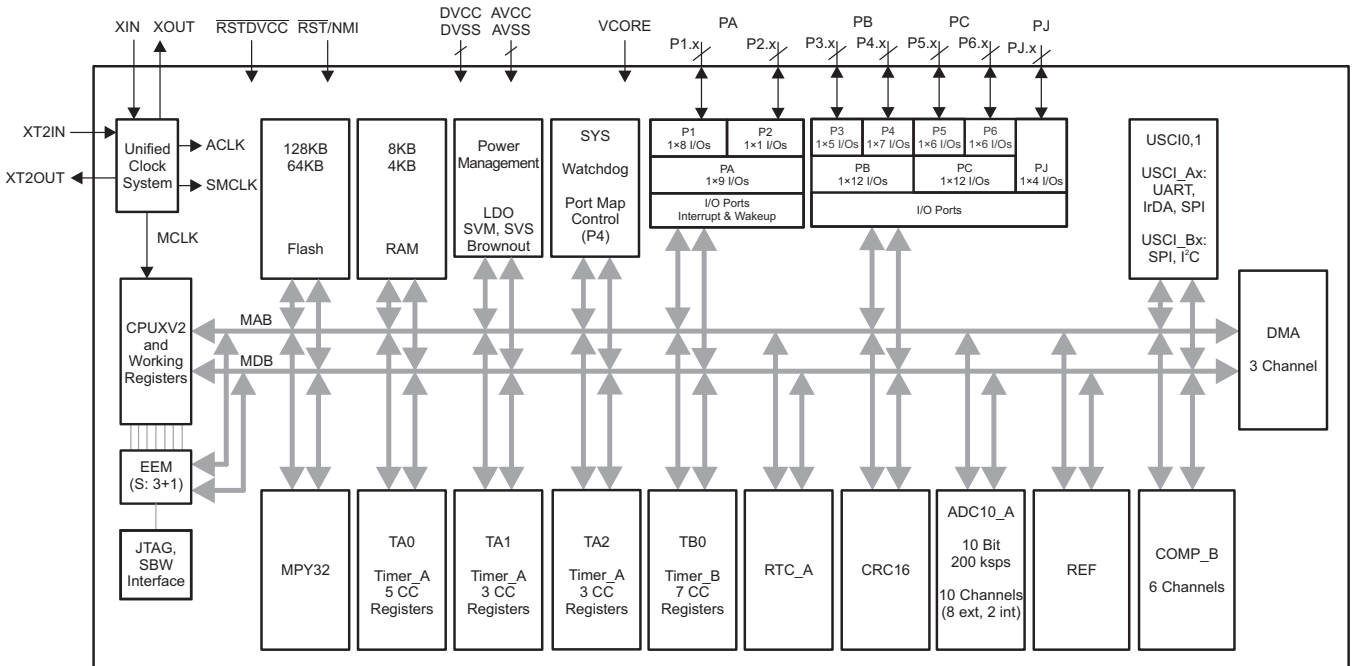 XIN XOUT
RSTDVCC RST/NMI
DVCC AVCC
DVSS AVSS
VCORE
PA PB PC PJ
P1.x P2.x P3.x P4.x P5.x P6.x PJ.x
XT2IN
XT2OUT
Unified
Clock
System
ACLK
SMCLK
MCLK
128KB
64KB
Flash
8KB
4KB
RAM
Power
Management
LDO
SVM, SVS
Brownout
SYS
Watchdog
Port Map
Control
(P4)
P1
1×8 I/Os
P2
1×1 I/Os
PA
1×9 I/Os
I/O Ports
Interrupt & Wakeup
P3
1×5 I/Os
P4
1×7 I/Os
P5
1×6 I/Os
P6
1×6 I/Os
PB
1×12 I/Os
PC
1×12 I/Os
PJ
1×4 I/Os
I/O Ports
USCI0,1
USCI_Ax:
UART,
IrDA, SPI
USCI_Bx:
SPI, I²C
CPUXV2
and
Working
Registers
MAB
MDB
DMA
3 Channel
EEM
(S: 3+1)
JTAG,
SBW
Interface
MPY32
TA0
Timer_A
5 CC
Registers
TA1
Timer_A
3 CC
Registers
TA2
Timer_A
3 CC
Registers
TB0
Timer_B
7 CC
Registers
RTC_A
CRC16
ADC10_A
10 Bit
200 ksps
10 Channels
(8 ext, 2 int)
REF
COMP_B
6 Channels